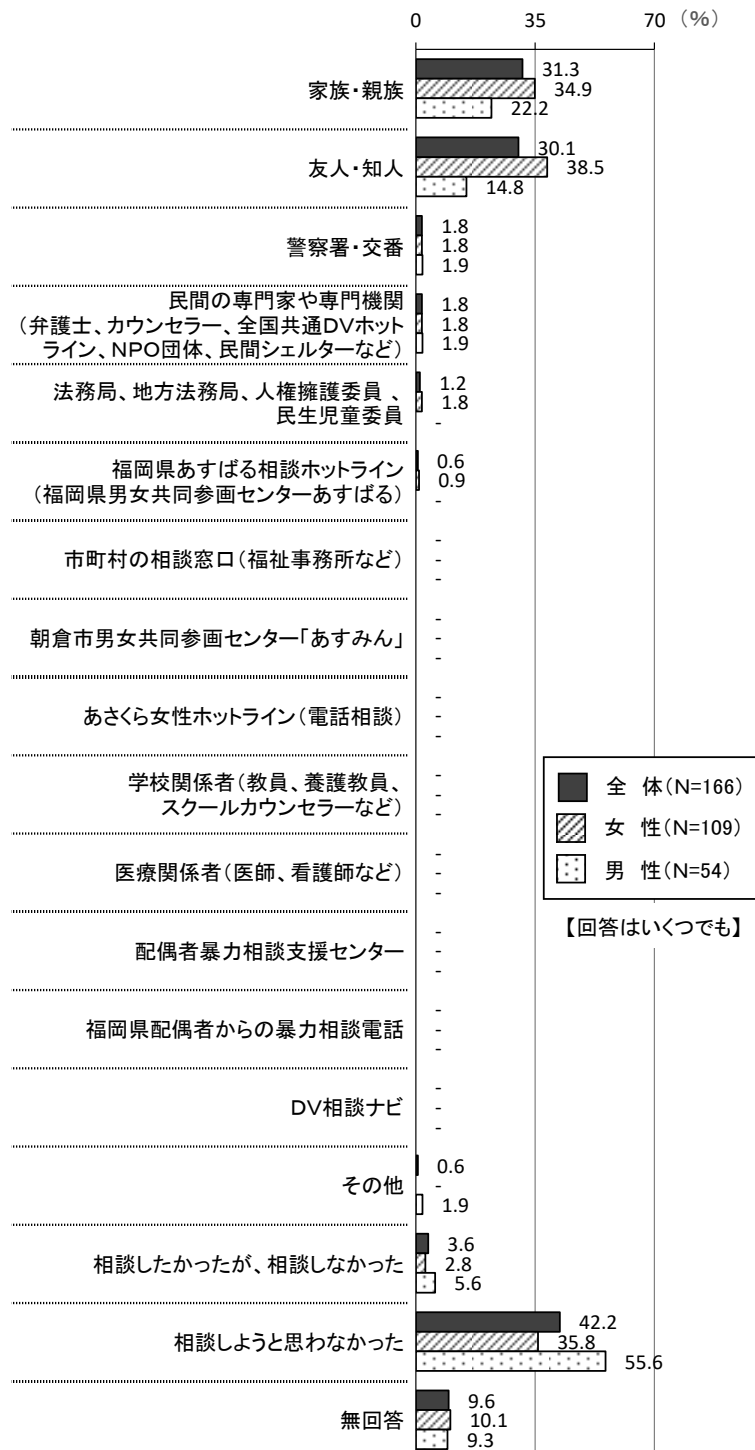 0 35 70 (%)
家族・親族
31.3
34.9
22.2
友人・知人
30.1
38.5
14.8
警察署・交番
1.8
1.8
1.9
民間の専門家や専門機関
(弁護士、カウンセラー、全国共通DVホット
ライン、NPO団体、民間シェルターなど)
1.8
1.8
1.9
法務局、地方法務局、人権擁護委員 、
民生児童委員
1.2
1.8
-
福岡県あすばる相談ホットライン
(福岡県男女共同参画センターあすばる)
0.6
0.9
-
市町村の相談窓口(福祉事務所など)
-
-
-
朝倉市男女共同参画センター「あすみん」
-
-
-
あさくら女性ホットライン(電話相談)
-
-
-
学校関係者(教員、養護教員、
スクールカウンセラーなど)
-
-
-
医療関係者(医師、看護師など)
-
-
-
配偶者暴力相談支援センター
-
-
-
福岡県配偶者からの暴力相談電話
-
-
-
DV相談ナビ
-
-
-
その他
0.6
-
1.9
相談したかったが、相談しなかった
3.6
2.8
5.6
相談しようと思わなかった
42.2
35.8
55.6
無回答
9.6
10.1
9.3
全 体(N=166)
女 性(N=109)
男 性(N=54)
【回答はいくつでも】